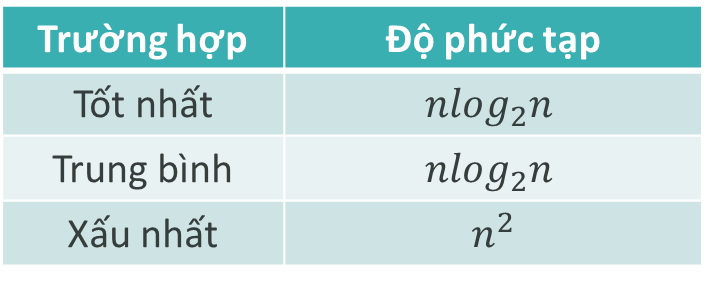 Trường hợp Độ phức tạp
Tốt nhất nlog₂n
Trung bình nlog₂n
Xấu nhất n²